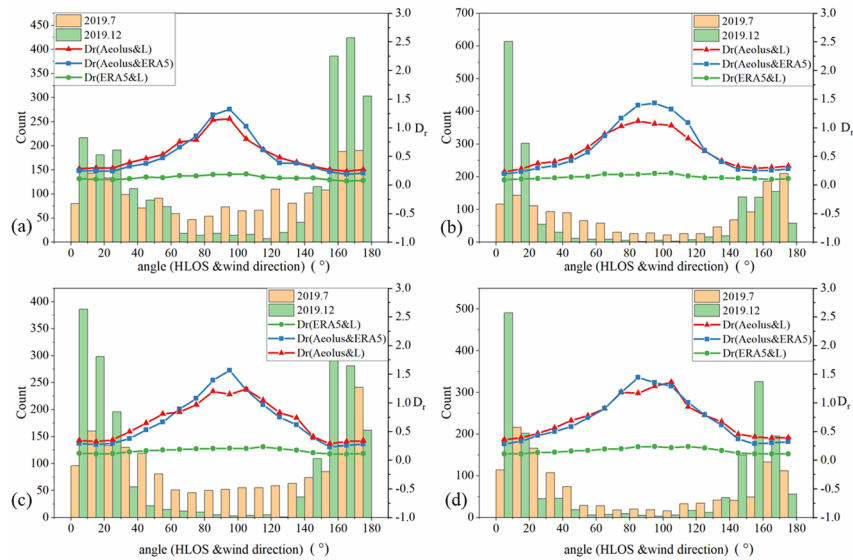 2019.7
2019.12
Dr(Aeolus&L)
Dr(Aeolus&ERA5)
Dr(ERA5&L)
450
400
350
300
250
200
150
100
50
0
Count
3.0
2.5
2.0
1.5
1.0
0.5
0.0
-0.5
-1.0
Dr
(a)
0 20 40 60 80 100 120 140 160 180
angle (HLOS &wind direction) ( ° )
2019.7
2019.12
Dr(Aeolus&L)
Dr(Aeolus&ERA5)
Dr(ERA5&L)
700
600
500
400
300
200
100
0
Count
3.0
2.5
2.0
1.5
1.0
0.5
0.0
-0.5
-1.0
Dr
(b)
0 20 40 60 80 100 120 140 160 180
angle (HLOS &wind direction) ( ° )
2019.7
2019.12
Dr(ERA5&L)
Dr(Aeolus&ERA5)
Dr(Aeolus&L)
400
350
300
250
200
150
100
50
0
Count
3.0
2.5
2.0
1.5
1.0
0.5
0.0
-0.5
-1.0
Dr
(c)
0 20 40 60 80 100 120 140 160 180
angle (HLOS &wind direction) ( ° )
2019.7
2019.12
Dr(Aeolus&L)
Dr(Aeolus&ERA5)
Dr(ERA5&L)
500
400
300
200
100
0
Count
3.0
2.5
2.0
1.5
1.0
0.5
0.0
-0.5
-1.0
Dr
(d)
0 20 40 60 80 100 120 140 160 180
angle (HLOS &wind direction) ( ° )